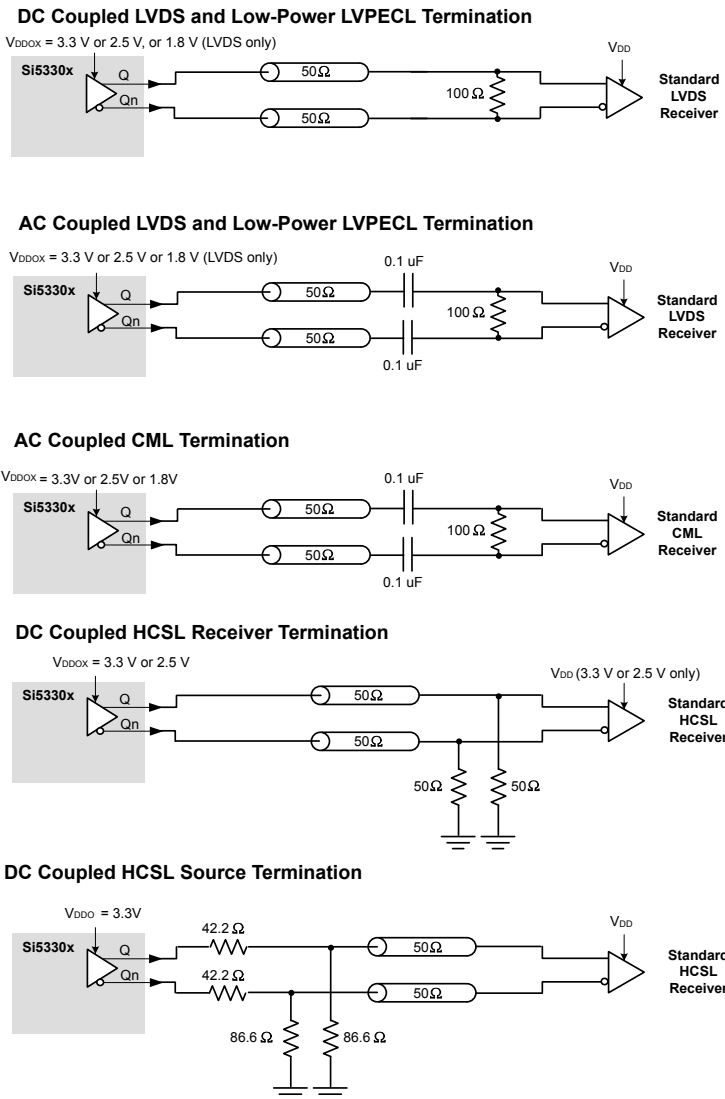 DC Coupled LVDS and Low-Power LVPECL Termination
VDDOX = 3.3 V or 2.5 V, or 1.8 V (LVDS only)
VDD
Si5330x
Q
50Ω
100 Ω
Standard
LVDS
Receiver
Qn
50Ω
AC Coupled LVDS and Low-Power LVPECL Termination
VDDOX = 3.3 V or 2.5 V or 1.8 V (LVDS only)
0.1 uF
VDD
Si5330x
Q
50Ω
100 Ω
Standard
LVDS
Receiver
Qn
50Ω
0.1 uF
AC Coupled CML Termination
VDDOX = 3.3V or 2.5V or 1.8V
0.1 uF
VDD
Si5330x
Q
50Ω
100 Ω
Standard
CML
Receiver
Qn
50Ω
0.1 uF
DC Coupled HCSL Receiver Termination
VDDOX = 3.3 V or 2.5 V
VDD (3.3 V or 2.5 V only)
Si5330x
Q
50Ω
Standard
HCSL
Receiver
Qn
50Ω
50Ω
50Ω
DC Coupled HCSL Source Termination
VDDO = 3.3V
42.2 Ω
VDD
Si5330x
Q
50Ω
Standard
HCSL
Receiver
42.2 Ω
Qn
50Ω
86.6 Ω
86.6 Ω